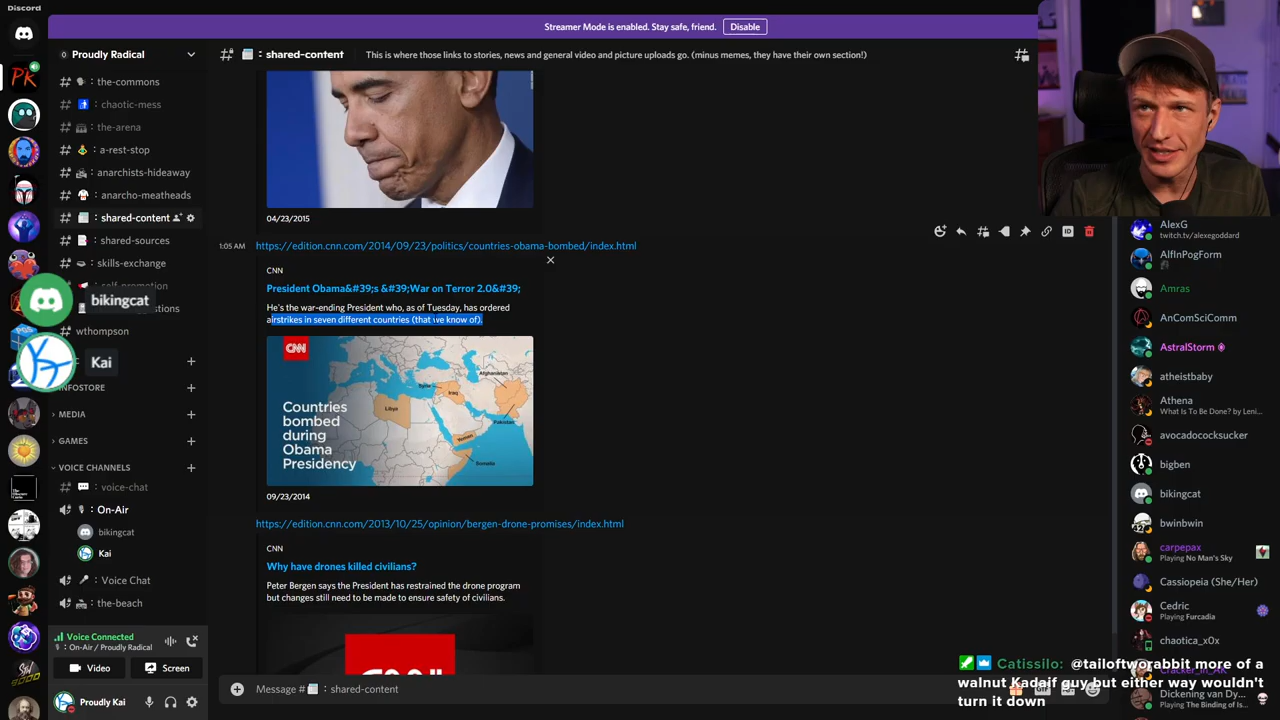 Discord
Streamer Mode is enabled. Stay safe, friend.
Disable
Proudly Radical
: shared-content
This is where those links to stories, news and general video and picture uploads go. (minus memes, they have their own section!)
: the-commons
: chaotic-mess
: the-arena
: a-rest-stop
: anarchists-hideaway
: anarcho-meatheads
: shared-content
: shared-sources
: skills-exchange
wthompson
bikingcat
Kai
MEDIA
GAMES
VOICE CHANNELS
: voice-chat
: On-Air
bikingcat
Kai
: Voice Chat
: the-beach
Voice Connected
: On-Air / Proudly Radical
Video
Screen
Proudly Kai
04/23/2015
1:05 AM
https://edition.cnn.com/2014/09/23/politics/countries-obama-bombed/index.html
CNN
President Obama&#39;s &#39;War on Terror 2.0&#39;
He's the war-ending President who, as of Tuesday, has ordered
airstrikes in seven different countries (that we know of).
CNN
Countries
bombed
during
Obama
Presidency
Syria
Iraq
Afghanistan
Libya
Pakistan
Yemen
Somalia
09/23/2014
https://edition.cnn.com/2013/10/25/opinion/bergen-drone-promises/index.html
CNN
Why have drones killed civilians?
Peter Bergen says the President has restrained the drone program
but changes still need to be made to ensure safety of civilians.
Message # : shared-content
AlexG
twitch.tv/alexegoddard
AlfInPogForm
Amras
AnComSciComm
AstralStorm
atheistbaby
Athena
What Is To Be Done? by Leni...
avocadocksucker
bigben
bikingcat
bwinbwin
carpepax
Playing No Man's Sky
Cassiopeia (She/Her)
Cedric
Playing Furcadia
chaotica_x0x
Dickening van Dy...
Playing The Binding of Is...
Catissilo: @tailoftworabbit more of a
walnut Kadaif guy but either way wouldn't
turn it down